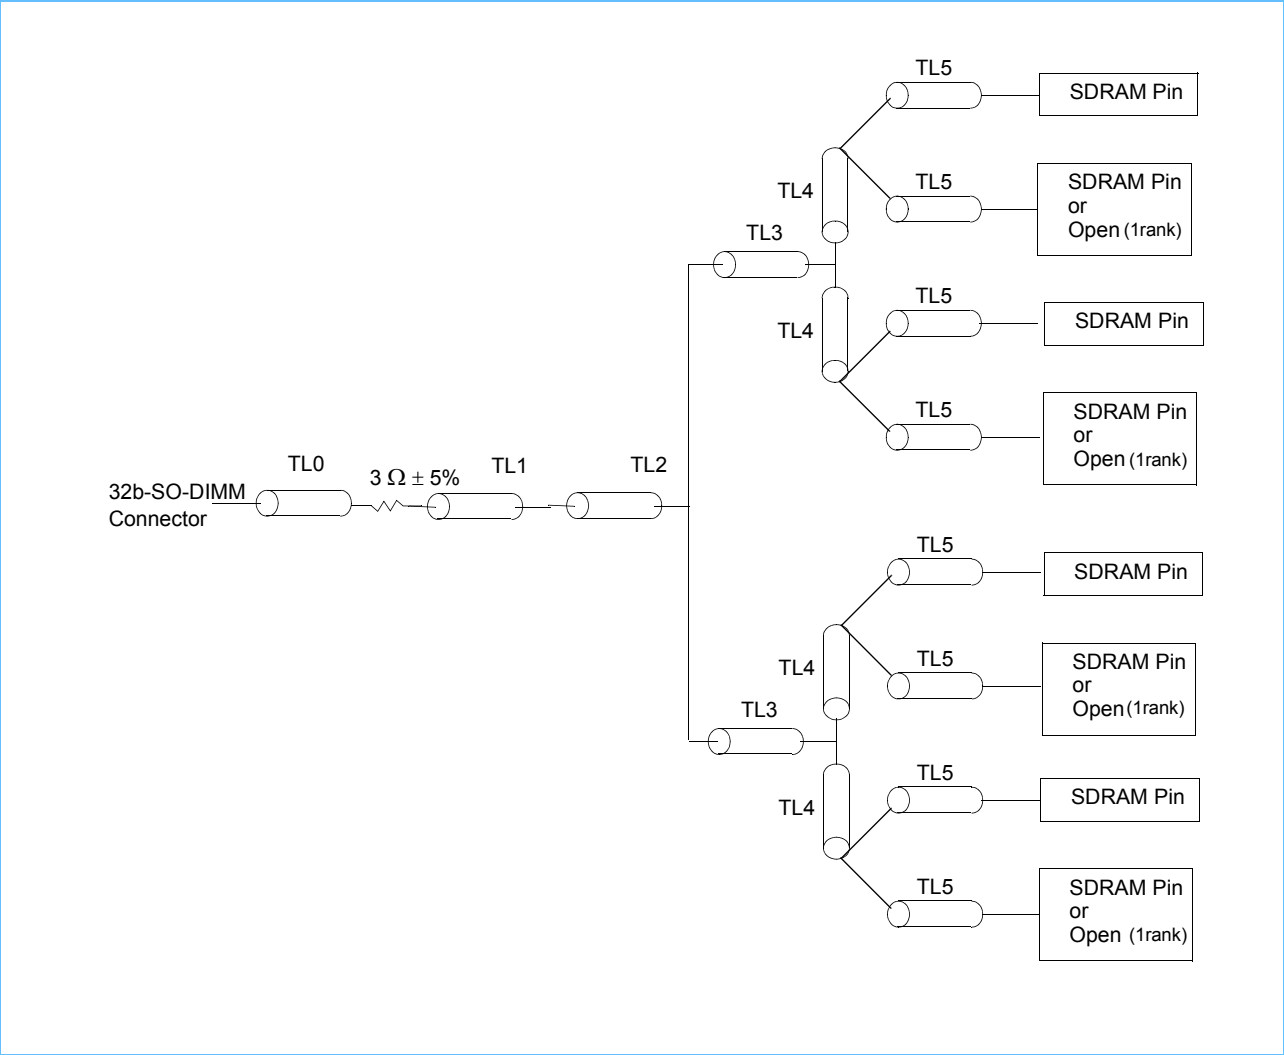 TL5
SDRAM Pin
TL4
TL5
SDRAM Pin
or
Open (1rank)
TL3
TL5
SDRAM Pin
TL4
TL5
SDRAM Pin
or
Open (1rank)
TL0
3 Ω ± 5%
TL1
TL2
32b-SO-DIMM
Connector
TL5
SDRAM Pin
TL4
TL5
SDRAM Pin
or
Open (1rank)
TL3
TL5
SDRAM Pin
TL4
TL5
SDRAM Pin
or
Open (1rank)